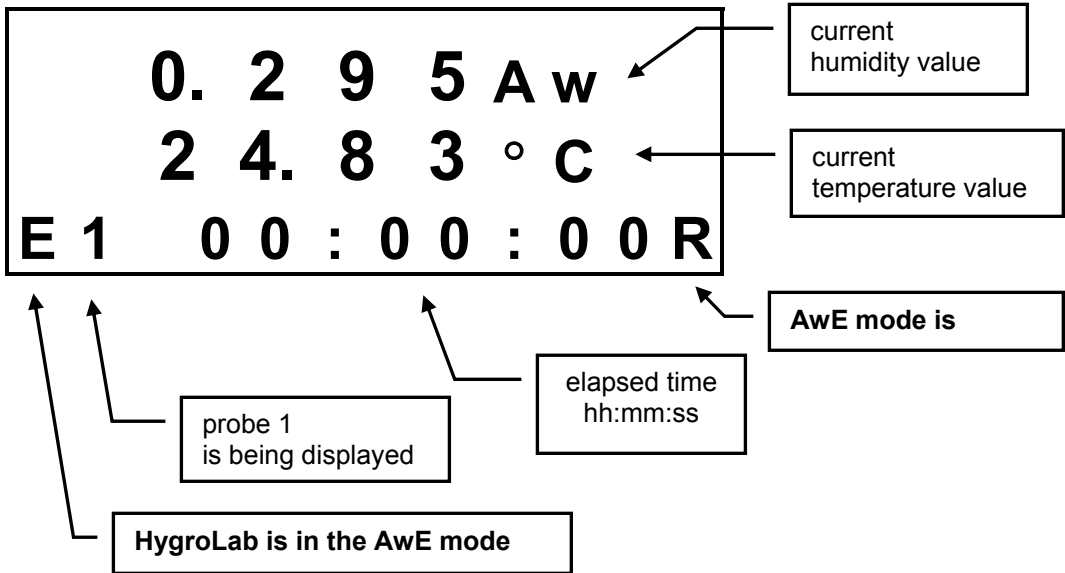 0. 2 9 5 A w
2 4. 8 3 ° C
E 1 0 0 : 0 0 : 0 0 R
current
humidity value
current
temperature value
AwE mode is
elapsed time
hh:mm:ss
probe 1
is being displayed
HygroLab is in the AwE mode